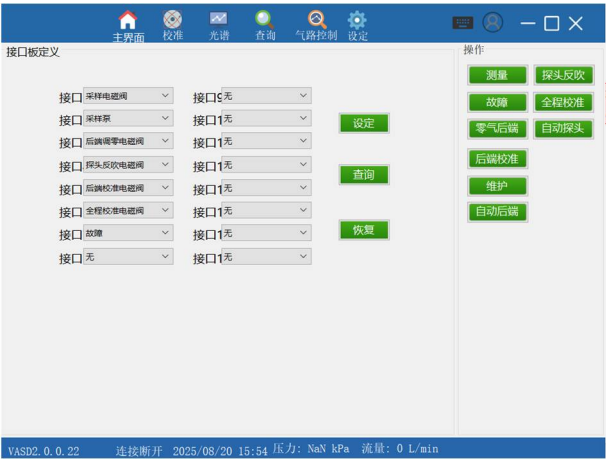 主界面 校准 光谱 查询 气路控制 设定
接口板定义
操作
测量 探头反吹
接口 采样电磁阀 接口9 无
故障 全程校准
接口 采样泵 接口1 无 设定
零气后端 自动探头
接口 后端调零电磁阀 接口1 无
后端校准
接口 探头反吹电磁阀 接口1 无 查询
接口 后端校准电磁阀 接口1 无
维护
接口 全程校准电磁阀 接口1 无
自动后端
接口 故障 接口1 无 恢复
接口 无 接口1 无
VASD2.0.0.22 连接断开 2025/08/20 15:54 压力: NaN kPa 流量: 0 L/min